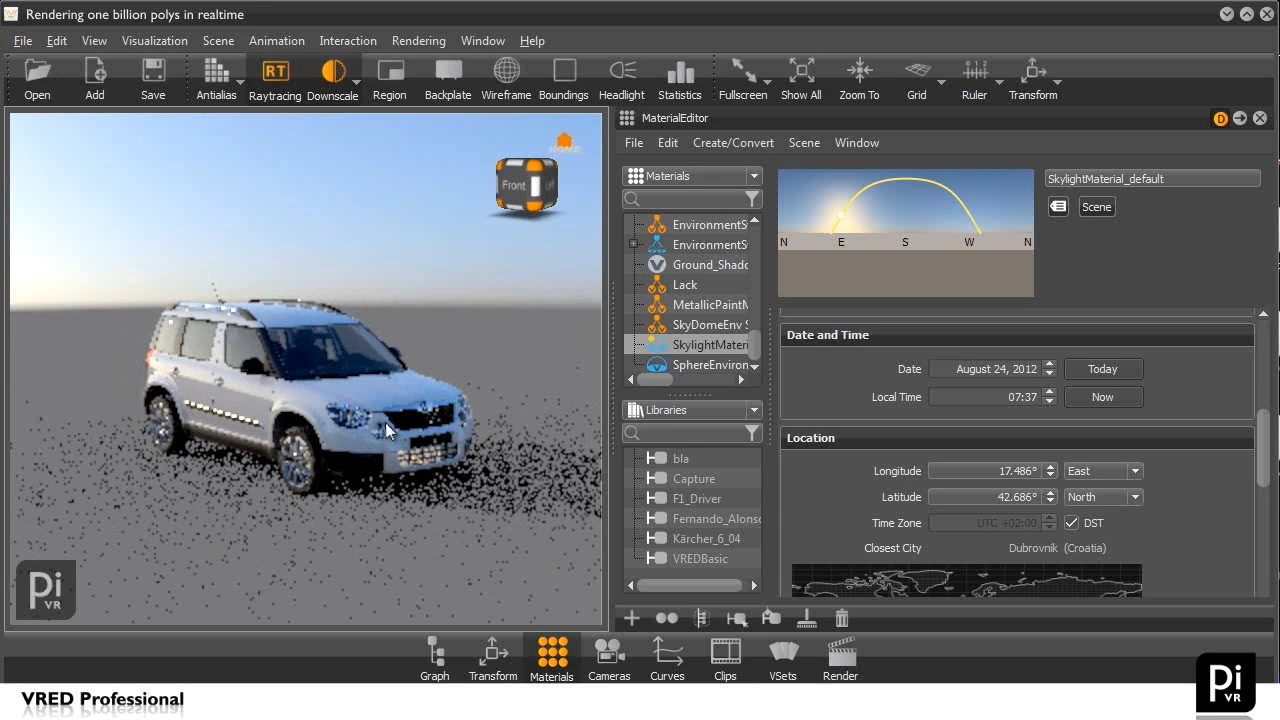 Rendering one billion polys in realtime
File Edit View Visualization Scene Animation Interaction Rendering Window Help
Open Add Save Antialias Raytracing Downscale Region Backplate Wireframe Boundings Headlight Statistics Fullscreen Show All Zoom To Grid Ruler Transform
RT
HOME
Front
Pi
VR
MaterialEditor
D
File Edit Create/Convert Scene Window
Materials
EnvironmentS
EnvironmentS
Ground_Shado
Lack
MetallicPaintM
SkyDomeEnv S
SkylightMateri
SphereEnviron
Libraries
bla
Capture
F1_Driver
Fernando_Alonso
Kärcher_6_04
VREDBasic
N E S W N
SkylightMaterial_default
Scene
Date and Time
Date August 24, 2012 Today
Local Time 07:37 Now
Location
Longitude 17.486° East
Latitude 42.686° North
Time Zone UTC +02:00 DST
Closest City Dubrovnik (Croatia)
Graph Transform Materials Cameras Curves Clips VSets Render
VRED Professional
Pi
VR